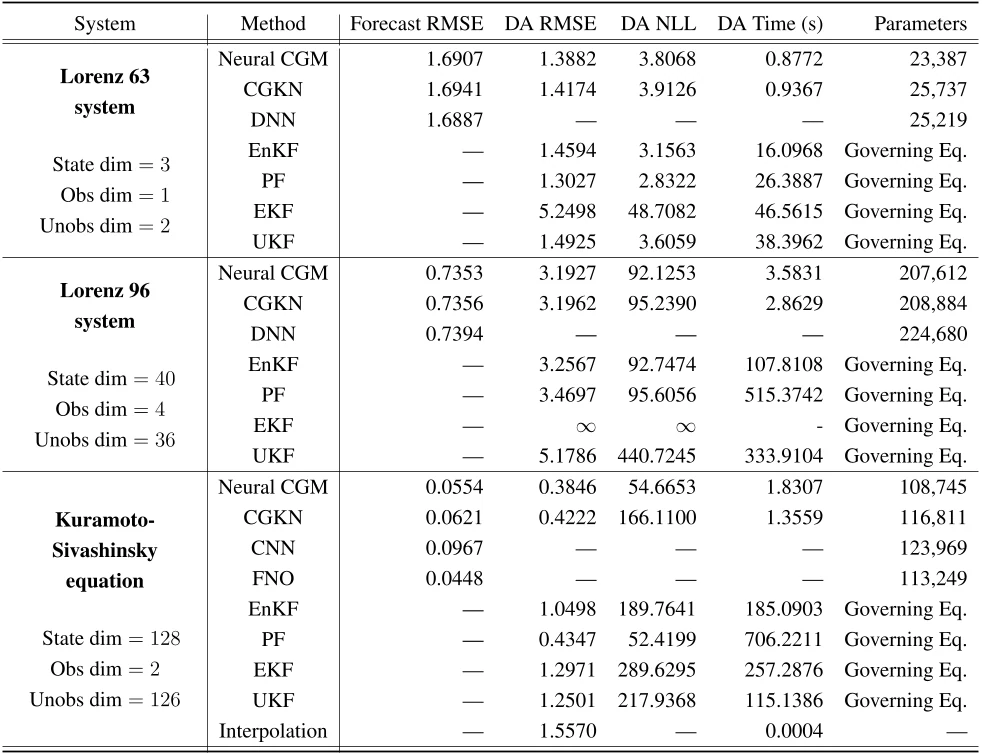 System Method Forecast RMSE DA RMSE DA NLL DA Time (s) Parameters
Lorenz 63 system
State dim = 3
Obs dim = 1
Unobs dim = 2
Neural CGM 1.6907 1.3882 3.8068 0.8772 23,387
CGKN 1.6941 1.4174 3.9126 0.9367 25,737
DNN 1.6887 — — — 25,219
EnKF — 1.4594 3.1563 16.0968 Governing Eq.
PF — 1.3027 2.8322 26.3887 Governing Eq.
EKF — 5.2498 48.7082 46.5615 Governing Eq.
UKF — 1.4925 3.6059 38.3962 Governing Eq.
Lorenz 96 system
State dim = 40
Obs dim = 4
Unobs dim = 36
Neural CGM 0.7353 3.1927 92.1253 3.5831 207,612
CGKN 0.7356 3.1962 95.2390 2.8629 208,884
DNN 0.7394 — — — 224,680
EnKF — 3.2567 92.7474 107.8108 Governing Eq.
PF — 3.4697 95.6056 515.3742 Governing Eq.
EKF — ∞ ∞ - Governing Eq.
UKF — 5.1786 440.7245 333.9104 Governing Eq.
Kuramoto-
Sivashinsky
equation
State dim = 128
Obs dim = 2
Unobs dim = 126
Neural CGM 0.0554 0.3846 54.6653 1.8307 108,745
CGKN 0.0621 0.4222 166.1100 1.3559 116,811
CNN 0.0967 — — — 123,969
FNO 0.0448 — — — 113,249
EnKF — 1.0498 189.7641 185.0903 Governing Eq.
PF — 0.4347 52.4199 706.2211 Governing Eq.
EKF — 1.2971 289.6295 257.2876 Governing Eq.
UKF — 1.2501 217.9368 115.1386 Governing Eq.
Interpolation — 1.5570 — 0.0004 —